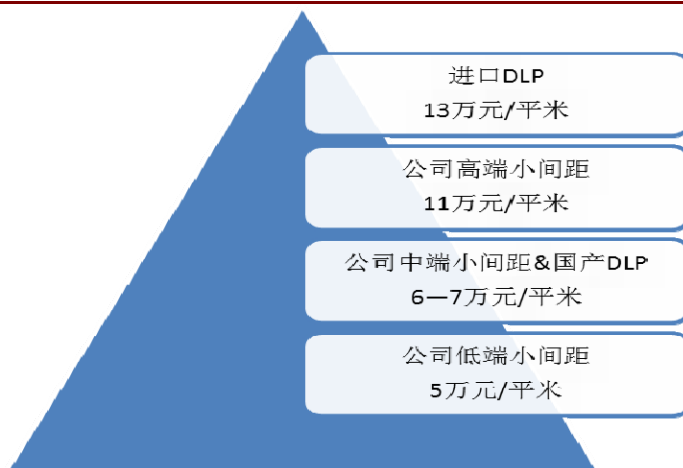 进口DLP
13万元/平米
公司高端小间距
11万元/平米
公司中端小间距&国产DLP
6—7万元/平米
公司低端小间距
5万元/平米